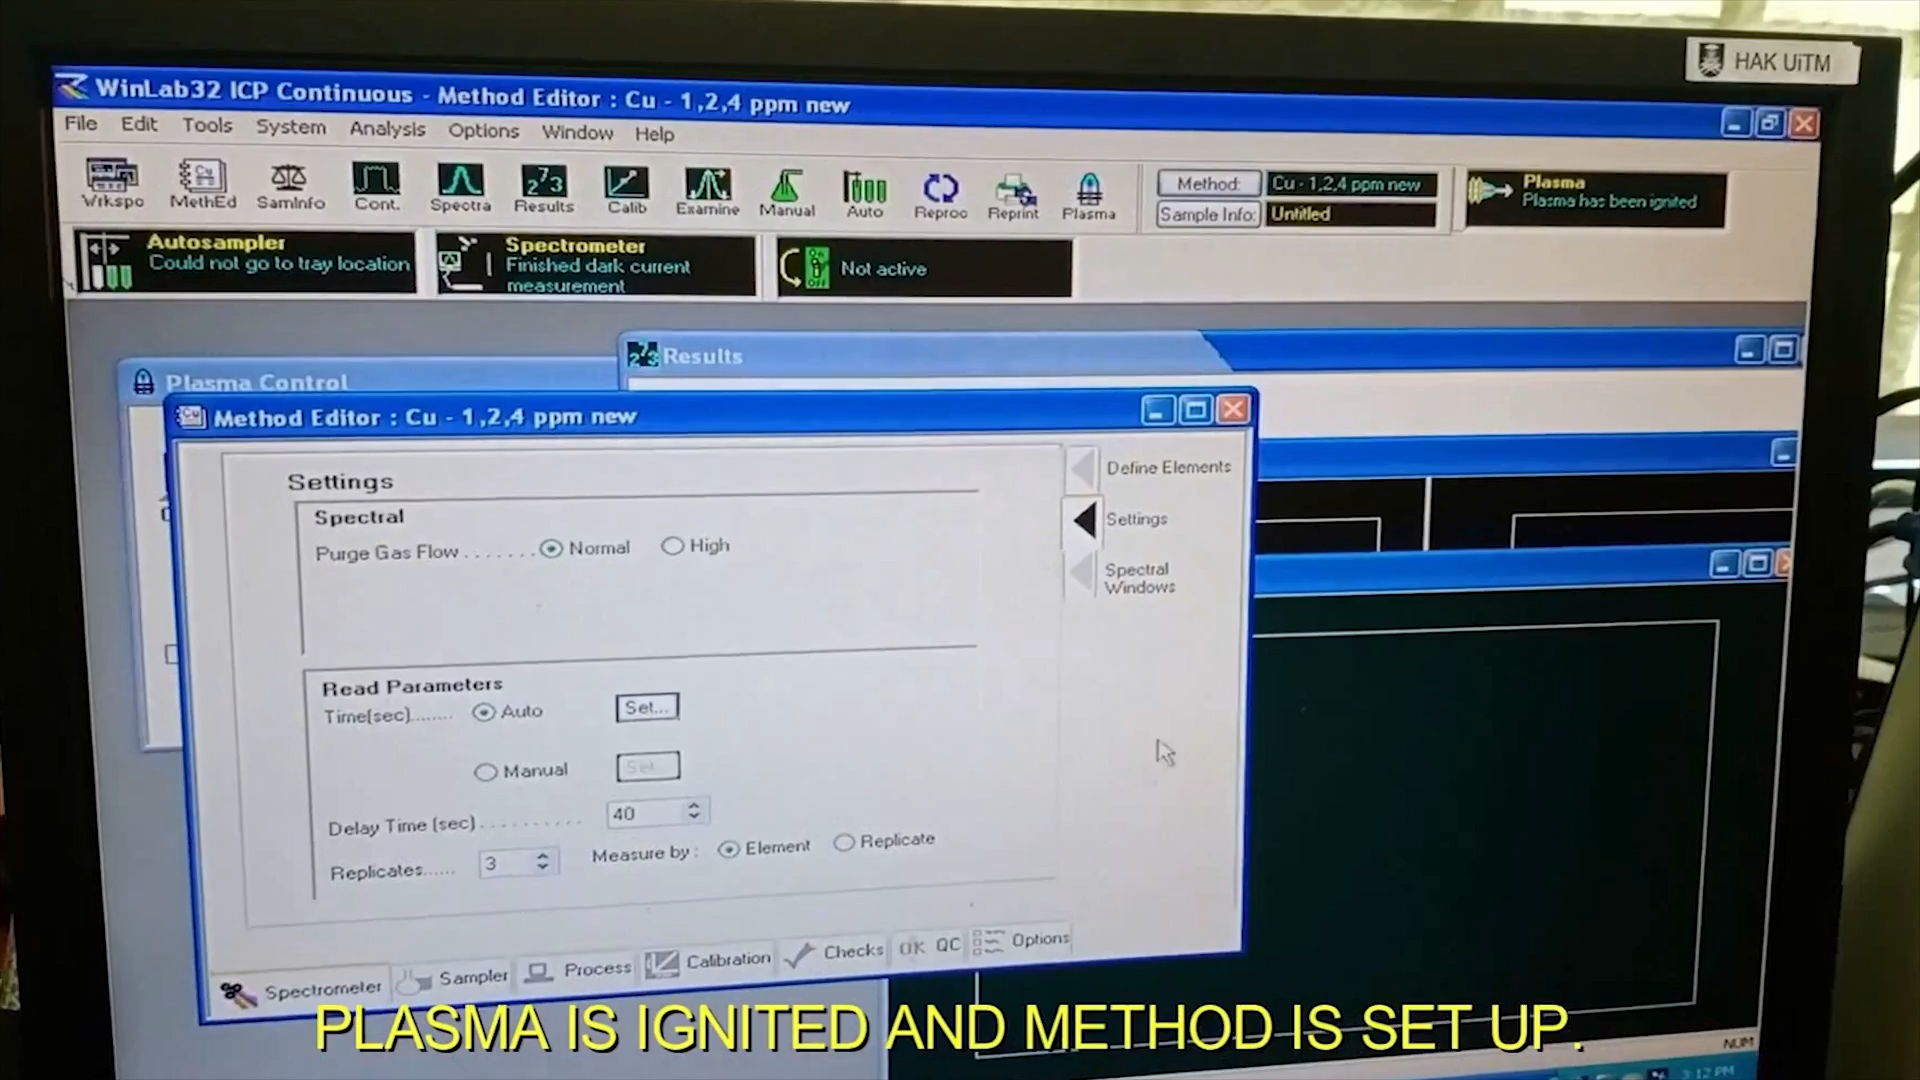 HAK UiTM
WinLab32 ICP Continuous - Method Editor : Cu - 1,2,4 ppm new
File Edit Tools System Analysis Options Window Help
Wrkspc MethEd SamInfo Cont. Spectra Results Calib Examine Manual Auto Reproc Reprint Plasma
Method: Cu - 1,2,4 ppm new
Sample Info: Untitled
Plasma
Plasma has been ignited
Autosampler
Could not go to tray location
Spectrometer
Finished dark current
measurement
Not active
Results
Plasma Control
Method Editor : Cu - 1,2,4 ppm new
Define Elements
Settings
Spectral
Windows
Settings
Spectral
Purge Gas Flow ....... Normal High
Read Parameters
Time(sec)........ Auto Set...
Manual Set...
Delay Time (sec) .......... 40
Replicates...... 3 Measure by : Element Replicate
Spectrometer Sampler Process Calibration Checks OK QC Options
PLASMA IS IGNITED AND METHOD IS SET UP.
NUM
3:12 PM